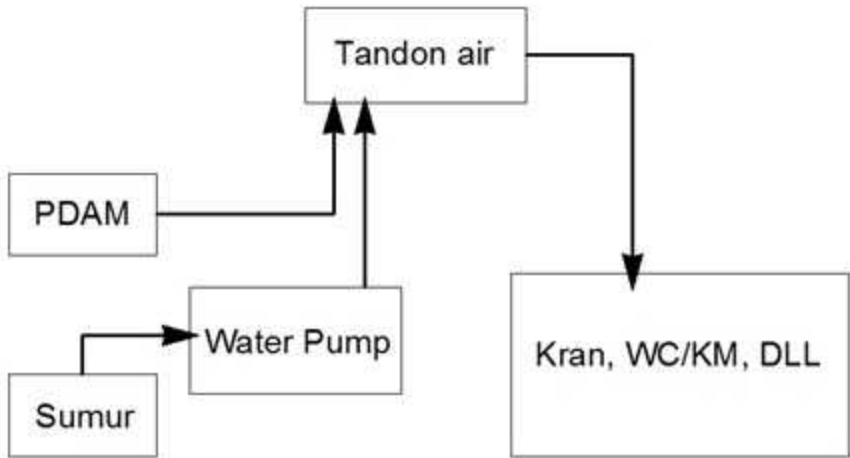 Tandon air
PDAM
Water Pump
Kran, WC/KM, DLL
Sumur